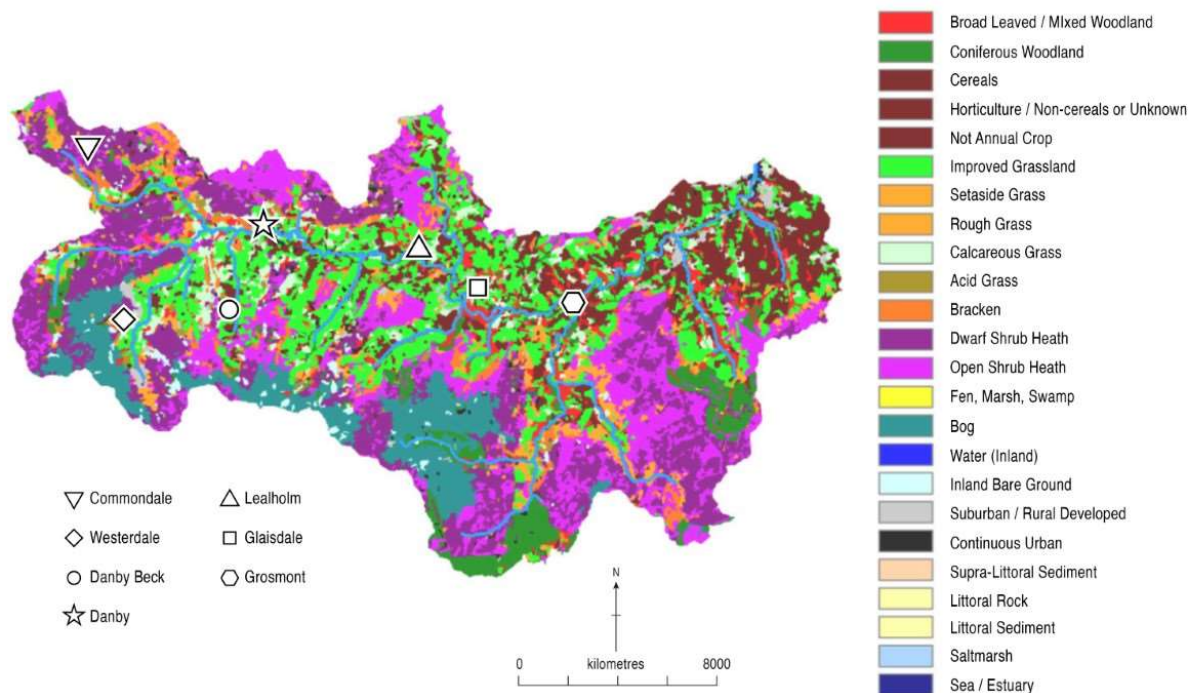 Broad Leaved / MIxed Woodland
Coniferous Woodland
Cereals
Horticulture / Non-cereals or Unknown
Not Annual Crop
Improved Grassland
Setaside Grass
Rough Grass
Calcareous Grass
Acid Grass
Bracken
Dwarf Shrub Heath
Open Shrub Heath
Fen, Marsh, Swamp
Bog
Water (Inland)
Inland Bare Ground
Suburban / Rural Developed
Continuous Urban
Supra-Littoral Sediment
Littoral Rock
Littoral Sediment
Saltmarsh
Sea / Estuary
Commondale
Westerdale
Danby Beck
Danby
Lealholm
Glaisdale
Grosmont
N
0 kilometres 8000